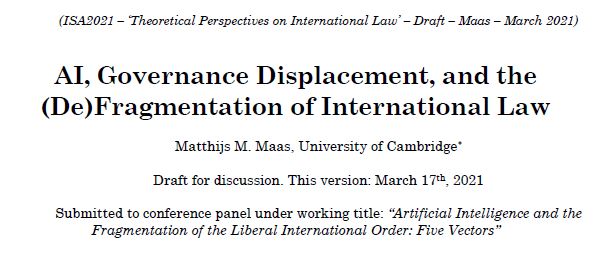 (ISA2021 – ‘Theoretical Perspectives on International Law’ – Draft – Maas – March 2021)
AI, Governance Displacement, and the
(De)Fragmentation of International Law
Matthijs M. Maas, University of Cambridge*
Draft for discussion. This version: March 17th, 2021
Submitted to conference panel under working title: “Artificial Intelligence and the
Fragmentation of the Liberal International Order: Five Vectors”